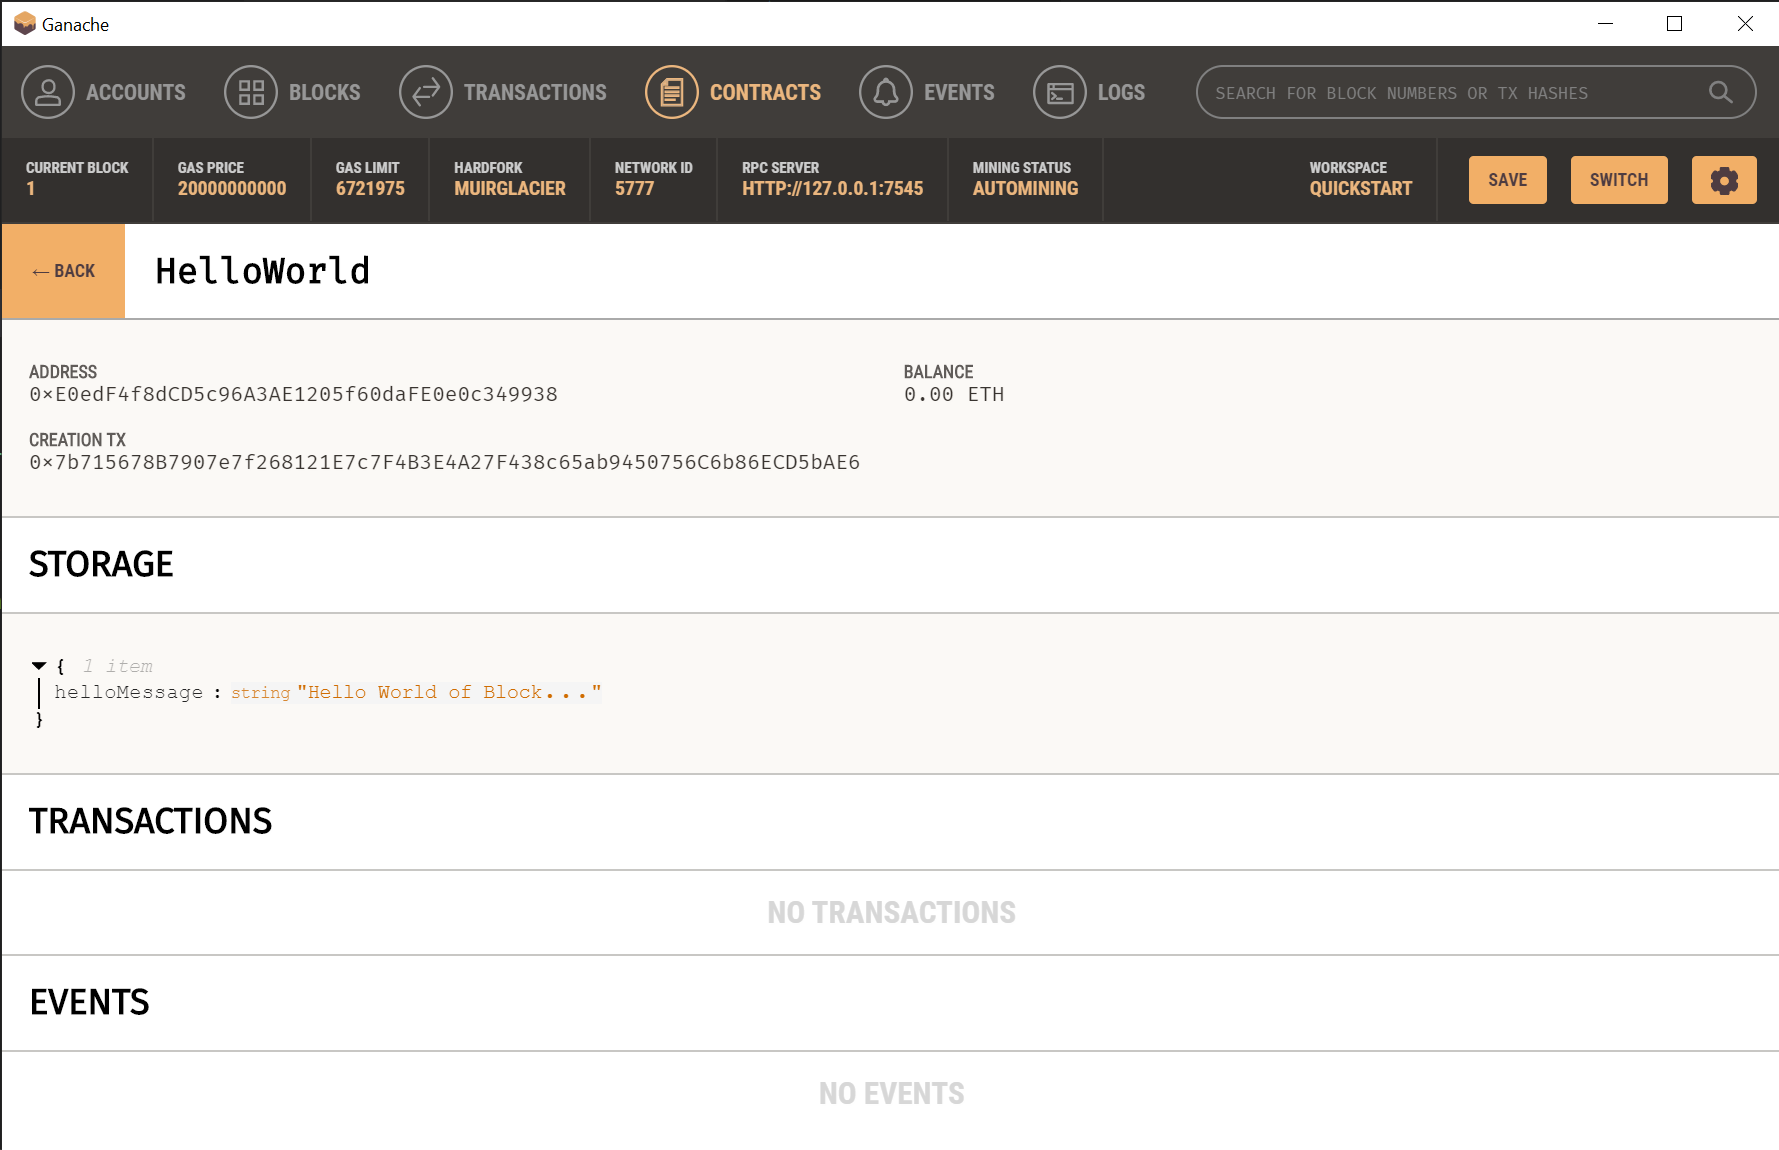 Ganache
ACCOUNTS BLOCKS TRANSACTIONS CONTRACTS EVENTS LOGS SEARCH FOR BLOCK NUMBERS OR TX HASHES
CURRENT BLOCK GAS PRICE GAS LIMIT HARDFORK NETWORK ID RPC SERVER MINING STATUS WORKSPACE
1 20000000000 6721975 MUIRGLACIER 5777 HTTP://127.0.0.1:7545 AUTOMINING QUICKSTART SAVE SWITCH
← BACK HelloWorld
ADDRESS BALANCE
0×E0edF4f8dCD5c96A3AE1205f60daFE0e0c349938 0.00 ETH
CREATION TX
0×7b715678B7907e7f268121E7c7F4B3E4A27F438c65ab9450756C6b86ECD5bAE6
STORAGE
{ 1 item
helloMessage : string "Hello World of Block..."
}
TRANSACTIONS
NO TRANSACTIONS
EVENTS
NO EVENTS